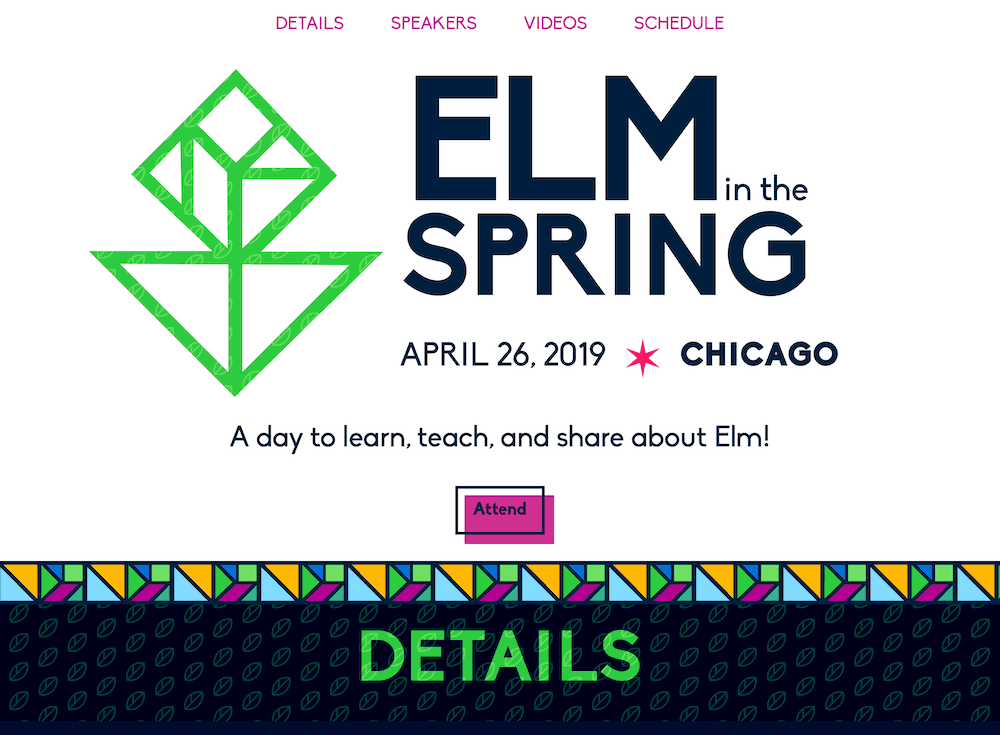 DETAILS SPEAKERS VIDEOS SCHEDULE
ELM
in the
SPRING
APRIL 26, 2019 CHICAGO
A day to learn, teach, and share about Elm!
Attend
DETAILS